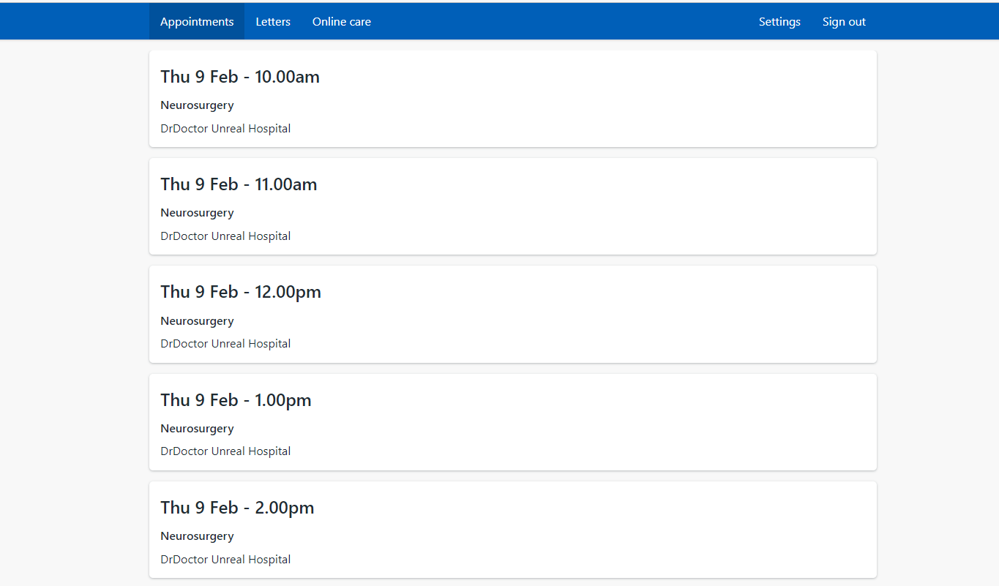 Appointments Letters Online care Settings Sign out
Thu 9 Feb - 10.00am
Neurosurgery
DrDoctor Unreal Hospital
Thu 9 Feb - 11.00am
Neurosurgery
DrDoctor Unreal Hospital
Thu 9 Feb - 12.00pm
Neurosurgery
DrDoctor Unreal Hospital
Thu 9 Feb - 1.00pm
Neurosurgery
DrDoctor Unreal Hospital
Thu 9 Feb - 2.00pm
Neurosurgery
DrDoctor Unreal Hospital